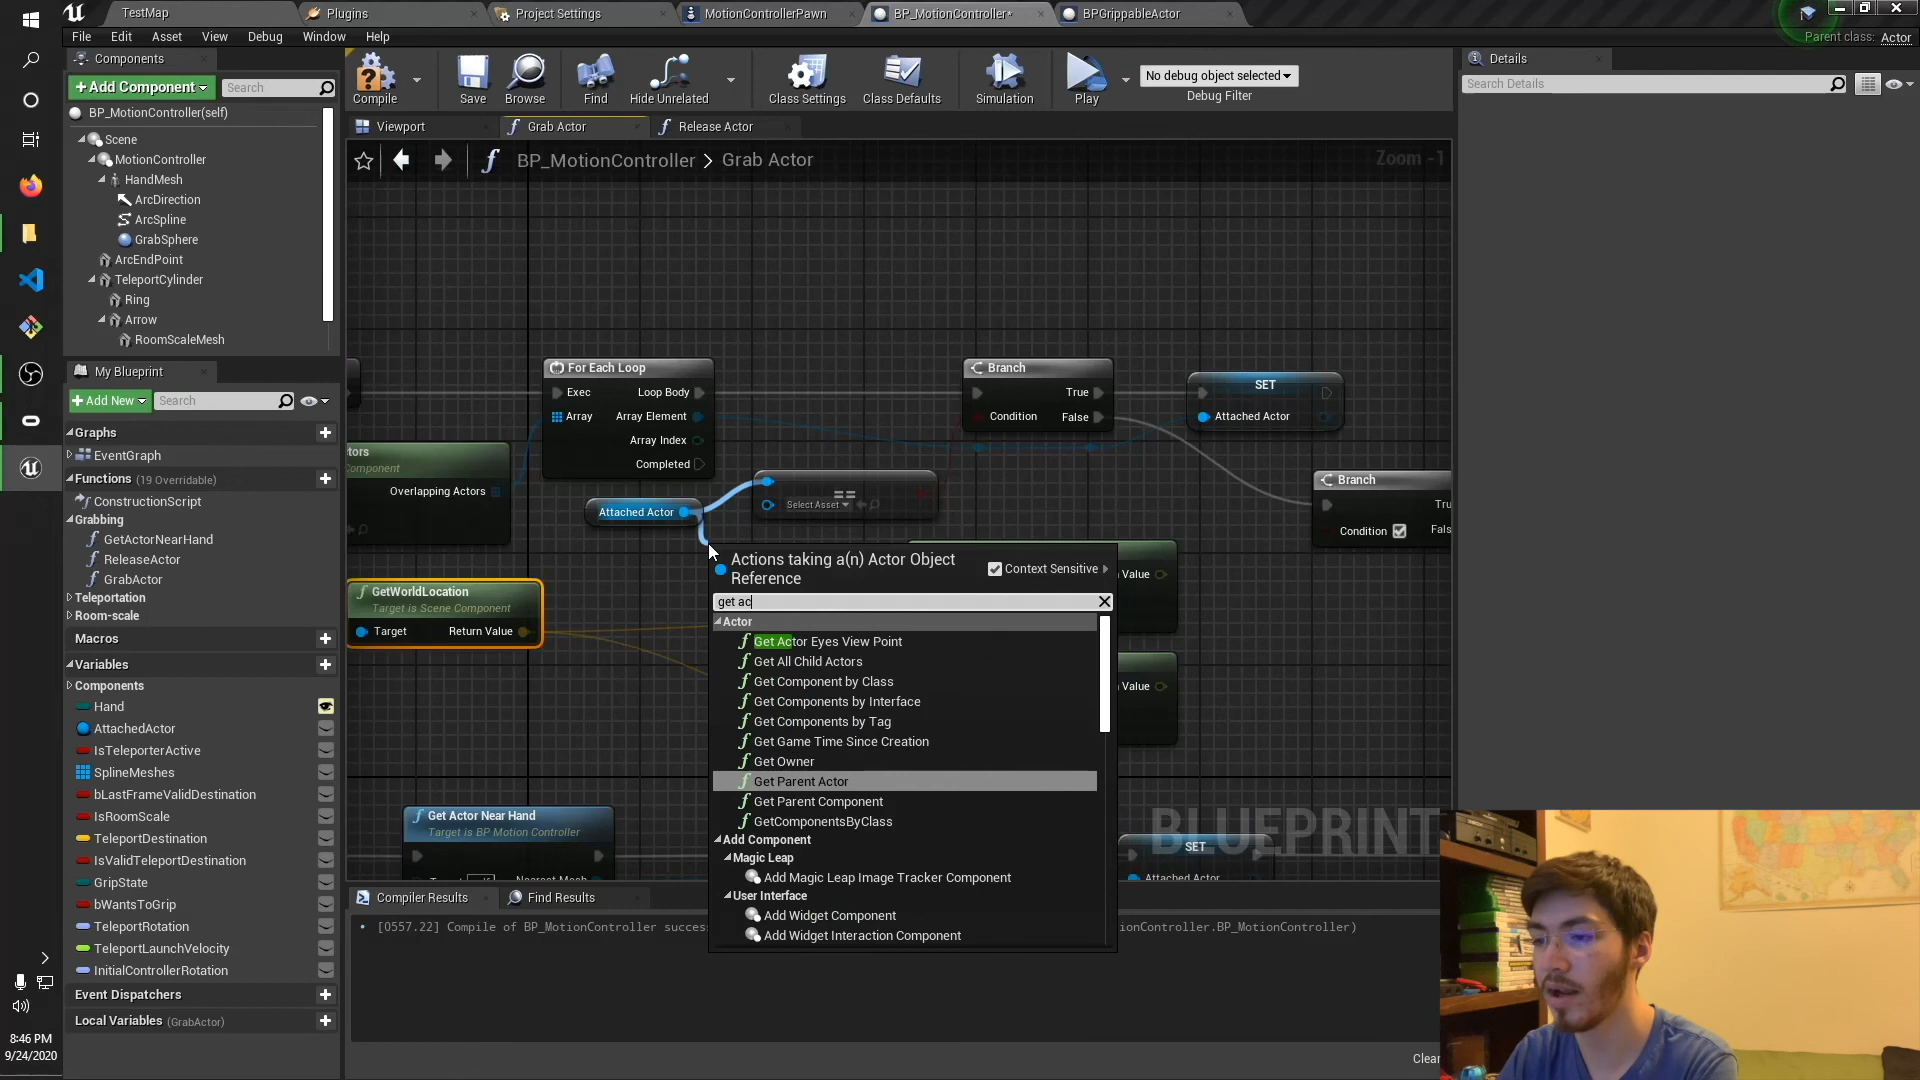 TestMap
Plugins
Project Settings
MotionControllerPawn
BP_MotionController*
BPGrippableActor
File Edit Asset View Debug Window Help
Parent class: Actor
Components
+Add Component
Search
BP_MotionController(self)
Scene
MotionController
HandMesh
ArcDirection
ArcSpline
GrabSphere
ArcEndPoint
TeleportCylinder
Ring
Arrow
RoomScaleMesh
My Blueprint
+Add New
Search
Graphs
EventGraph
Functions (19 Overridable)
ConstructionScript
Grabbing
GetActorNearHand
ReleaseActor
GrabActor
Teleportation
Room-scale
Macros
Variables
Components
Hand
AttachedActor
IsTeleporterActive
SplineMeshes
bLastFrameValidDestination
IsRoomScale
TeleportDestination
IsValidTeleportDestination
GripState
bWantsToGrip
TeleportRotation
TeleportLaunchVelocity
InitialControllerRotation
Event Dispatchers
Local Variables (GrabActor)
8:46 PM
9/24/2020
Compile
Save
Browse
Find
Hide Unrelated
Class Settings
Class Defaults
Simulation
Play
No debug object selected
Debug Filter
Viewport
Grab Actor
Release Actor
BP_MotionController > Grab Actor
Zoom -1
For Each Loop
Exec
Loop Body
Array
Array Element
Array Index
Completed
Branch
True
Condition
False
SET
Attached Actor
Branch
Tru
Condition
Fals
tors
Component
Overlapping Actors
Attached Actor
==
Select Asset
GetWorldLocation
Target is Scene Component
Target
Return Value
n Value
n Value
Actions taking a(n) Actor Object
Reference
Context Sensitive
get ac
Actor
Get Actor Eyes View Point
Get All Child Actors
Get Component by Class
Get Components by Interface
Get Components by Tag
Get Game Time Since Creation
Get Owner
Get Parent Actor
Get Parent Component
GetComponentsByClass
Add Component
Magic Leap
Add Magic Leap Image Tracker Component
User Interface
Add Widget Component
Add Widget Interaction Component
Get Actor Near Hand
Target is BP Motion Controller
SET
Attached Actor
BLUEPRINT
Compiler Results
Find Results
[0557.22] Compile of BP_MotionController succes
ionController.BP_MotionController)
Clear
Details
Search Details